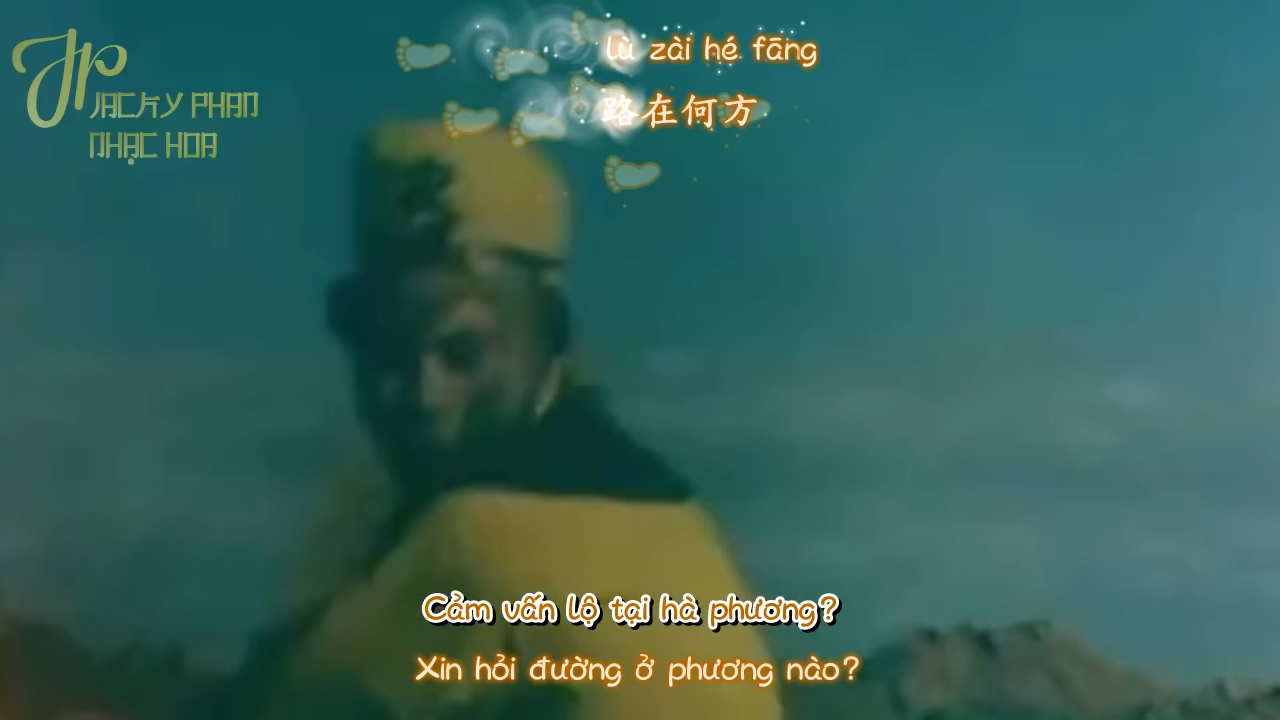 JP
JACKY PHAN
NHẠC HOA
lù zài hé fāng
路在何方
Cảm vấn lộ tại hà phương?
Xin hỏi đường ở phương nào?